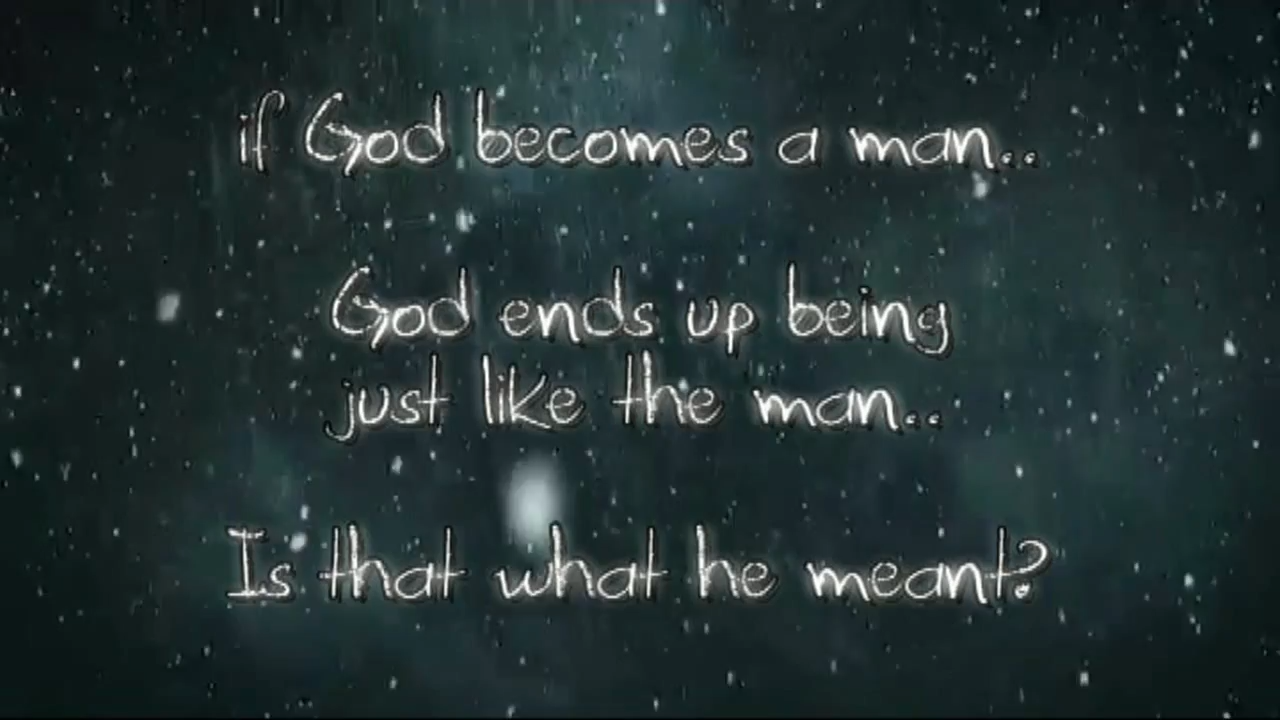 if God becomes a man..
God ends up being
just like the man..
Is that what he meant?